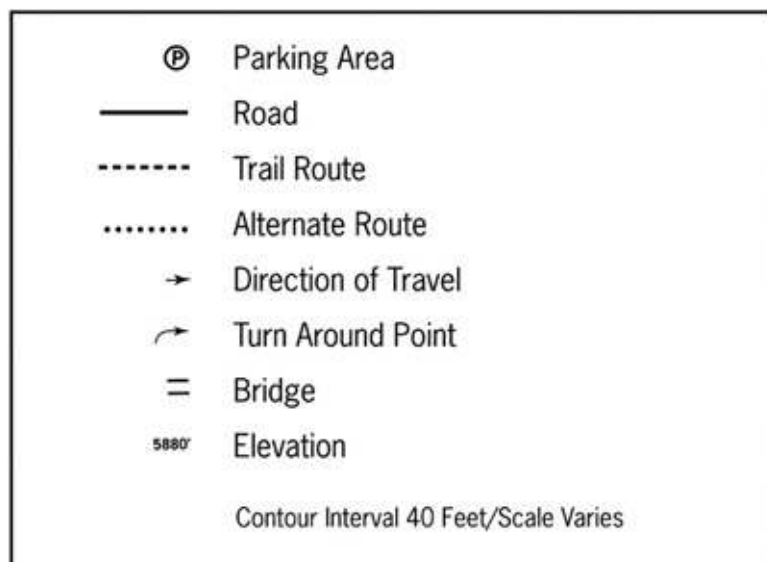 P Parking Area
Road
Trail Route
Alternate Route
Direction of Travel
Turn Around Point
Bridge
5880' Elevation
Contour Interval 40 Feet/Scale Varies